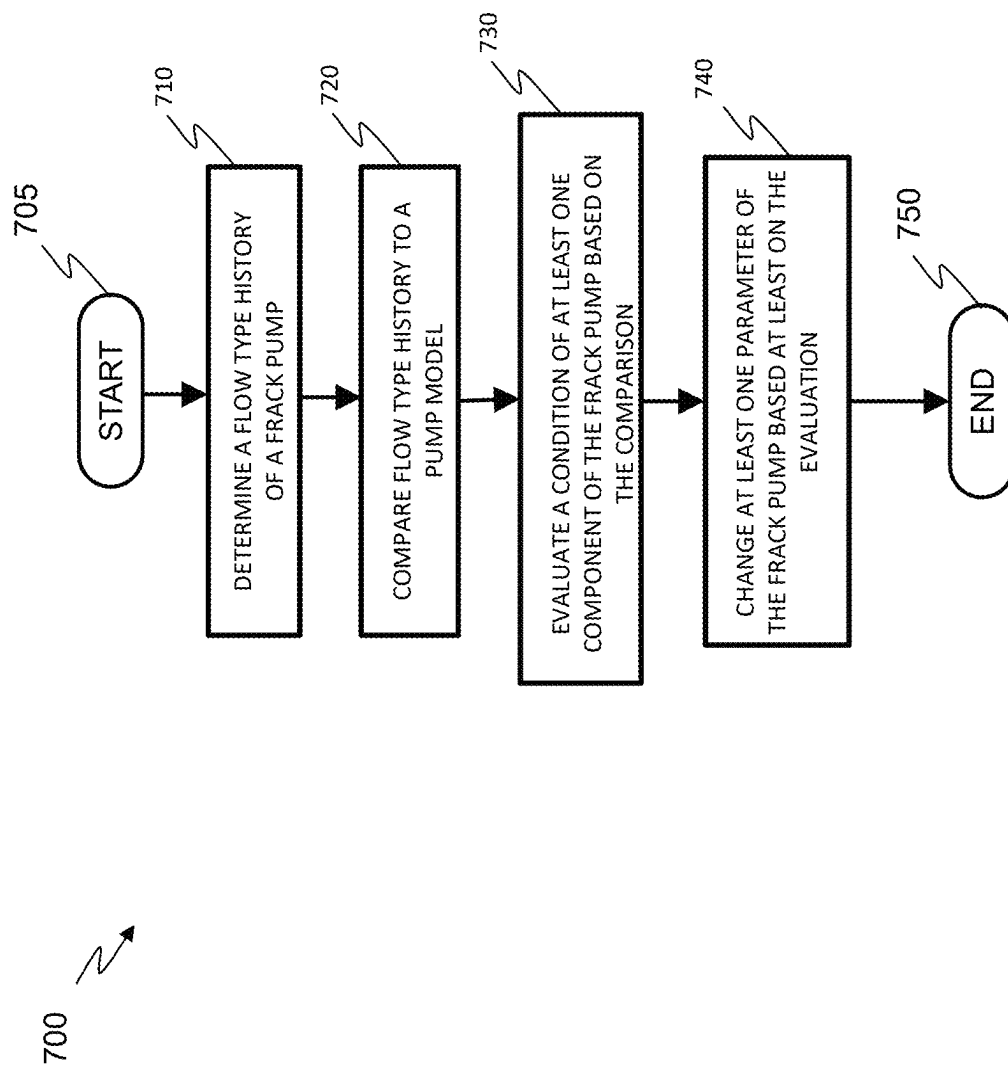 700
START
705
DETERMINE A FLOW TYPE HISTORY
OF A FRACK PUMP
710
COMPARE FLOW TYPE HISTORY TO A
PUMP MODEL
720
EVALUATE A CONDITION OF AT LEAST ONE
COMPONENT OF THE FRACK PUMP BASED ON
THE COMPARISON
730
CHANGE AT LEAST ONE PARAMETER OF
THE FRACK PUMP BASED AT LEAST ON THE
EVALUATION
740
END
750